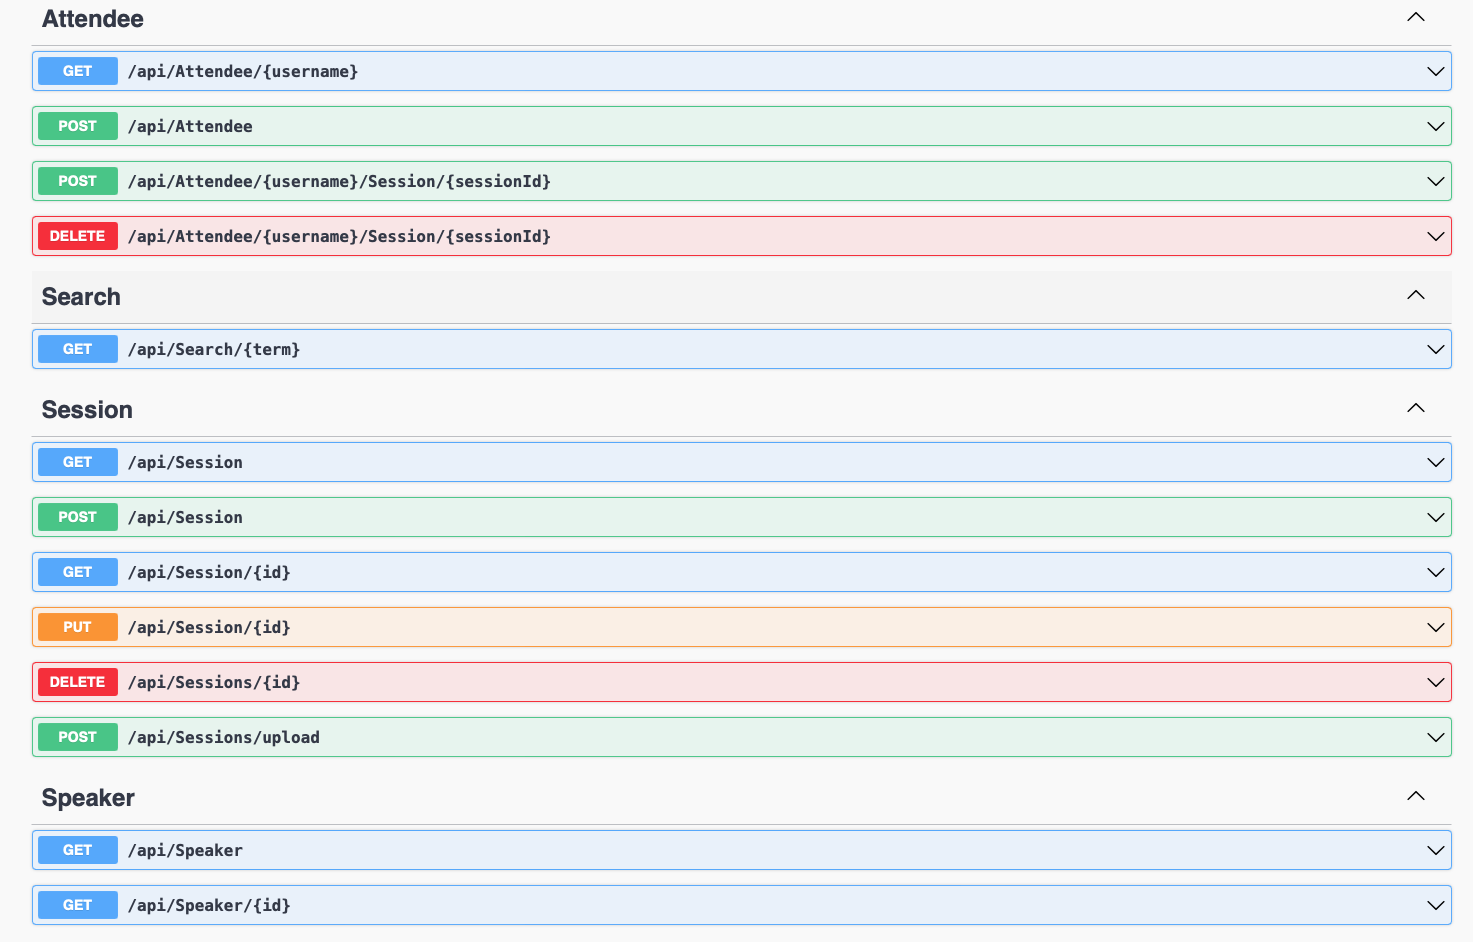 Attendee
GET /api/Attendee/{username}
POST /api/Attendee
POST /api/Attendee/{username}/Session/{sessionId}
DELETE /api/Attendee/{username}/Session/{sessionId}
Search
GET /api/Search/{term}
Session
GET /api/Session
POST /api/Session
GET /api/Session/{id}
PUT /api/Session/{id}
DELETE /api/Sessions/{id}
POST /api/Sessions/upload
Speaker
GET /api/Speaker
GET /api/Speaker/{id}